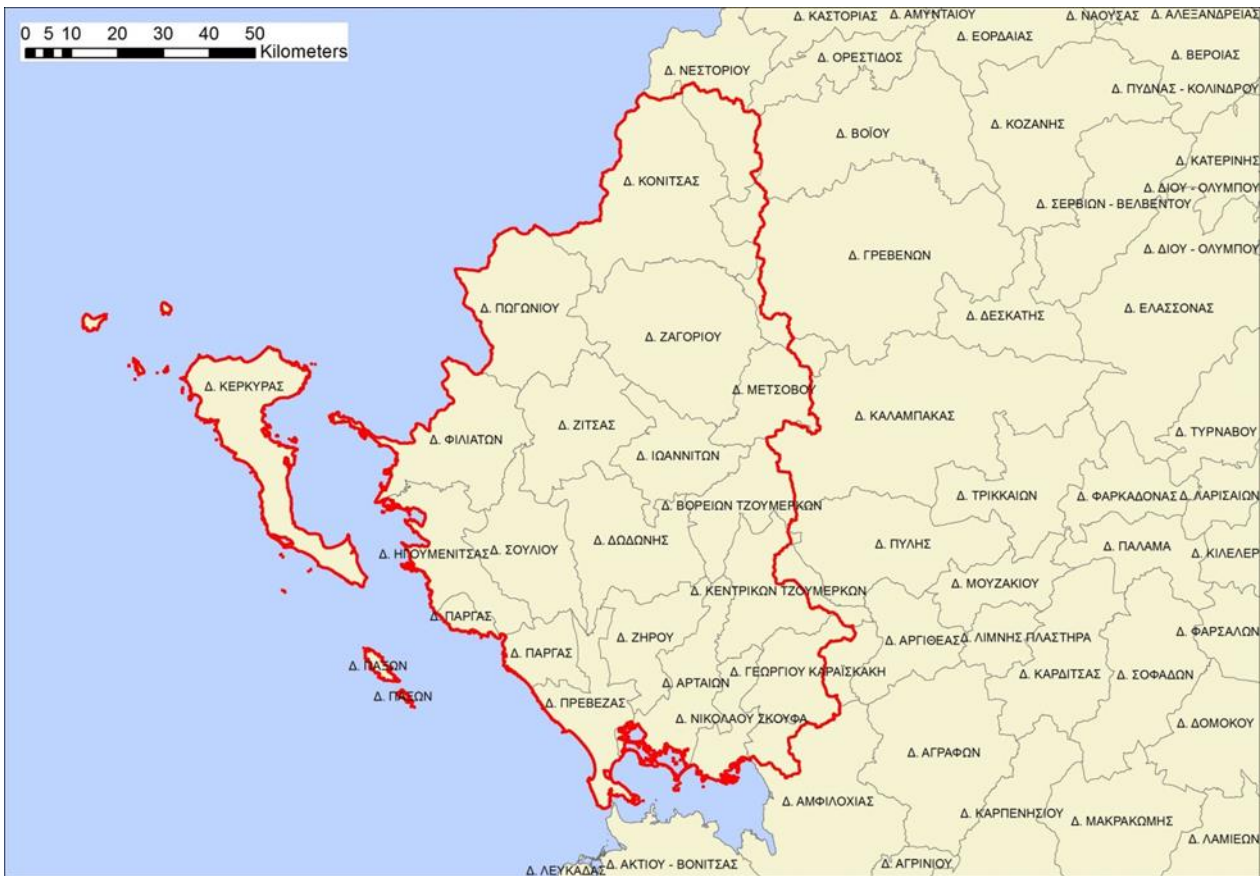 0 5 10 20 30 40 50
Kilometers
Δ. ΚΑΣΤΟΡΙΑΣ
Δ. ΑΜΥΝΤΑΙΟΥ
Δ. ΝΑΟΥΣΑΣ
Δ. ΑΛΕΞΑΝΔΡΕΙΑΣ
Δ. ΕΟΡΔΑΙΑΣ
Δ. ΟΡΕΣΤΙΔΟΣ
Δ. ΒΕΡΟΙΑΣ
Δ. ΝΕΣΤΟΡΙΟΥ
Δ. ΠΥΔΝΑΣ - ΚΟΛΙΝΔΡΟΥ
Δ. ΚΟΖΑΝΗΣ
Δ. ΒΟΪΟΥ
Δ. ΚΑΤΕΡΙΝΗΣ
Δ. ΚΟΝΙΤΣΑΣ
Δ. ΔΙΟΥ - ΟΛΥΜΠΟΥ
Δ. ΣΕΡΒΙΩΝ - ΒΕΛΒΕΝΤΟΥ
Δ. ΔΙΟΥ - ΟΛΥΜΠΟΥ
Δ. ΓΡΕΒΕΝΩΝ
Δ. ΠΩΓΩΝΙΟΥ
Δ. ΕΛΑΣΣΟΝΑΣ
Δ. ΔΕΣΚΑΤΗΣ
Δ. ΖΑΓΟΡΙΟΥ
Δ. ΚΕΡΚΥΡΑΣ
Δ. ΜΕΤΣΟΒΟΥ
Δ. ΚΑΛΑΜΠΑΚΑΣ
Δ. ΖΙΤΣΑΣ
Δ. ΤΥΡΝΑΒΟΥ
Δ. ΦΙΛΙΑΤΩΝ
Δ. ΙΩΑΝΝΙΤΩΝ
Δ. ΤΡΙΚΚΑΙΩΝ
Δ. ΦΑΡΚΑΔΟΝΑΣ
Δ. ΛΑΡΙΣΑΙΩΝ
Δ. ΒΟΡΕΙΩΝ ΤΖΟΥΜΕΡΚΩΝ
Δ. ΔΩΔΩΝΗΣ
Δ. ΠΥΛΗΣ
Δ. ΠΑΛΑΜΑ
Δ. ΗΓΟΥΜΕΝΙΤΣΑΣ
Δ. ΣΟΥΛΙΟΥ
Δ. ΚΙΛΕΛΕΡ
Δ. ΜΟΥΖΑΚΙΟΥ
Δ. ΚΕΝΤΡΙΚΩΝ ΤΖΟΥΜΕΡΚΩΝ
Δ. ΠΑΡΓΑΣ
Δ. ΦΑΡΣΑΛΩΝ
Δ. ΖΗΡΟΥ
Δ. ΑΡΓΙΘΕΑΣ
Δ. ΛΙΜΝΗΣ ΠΛΑΣΤΗΡΑ
Δ. ΠΑΡΓΑΣ
Δ. ΠΑΞΩΝ
Δ. ΓΕΩΡΓΙΟΥ ΚΑΡΑΪΣΚΑΚΗ
Δ. ΚΑΡΔΙΤΣΑΣ
Δ. ΣΟΦΑΔΩΝ
Δ. ΑΡΤΑΙΩΝ
Δ. ΠΑΞΩΝ
Δ. ΠΡΕΒΕΖΑΣ
Δ. ΝΙΚΟΛΑΟΥ ΣΚΟΥΦΑ
Δ. ΔΟΜΟΚΟΥ
Δ. ΑΓΡΑΦΩΝ
Δ. ΑΜΦΙΛΟΧΙΑΣ
Δ. ΚΑΡΠΕΝΗΣΙΟΥ
Δ. ΜΑΚΡΑΚΩΜΗΣ
Δ. ΛΑΜΙΕΩΝ
Δ. ΛΕΥΚΑΔΑΣ
Δ. ΑΚΤΙΟΥ - ΒΟΝΙΤΣΑΣ
Δ. ΑΓΡΙΝΙΟΥ